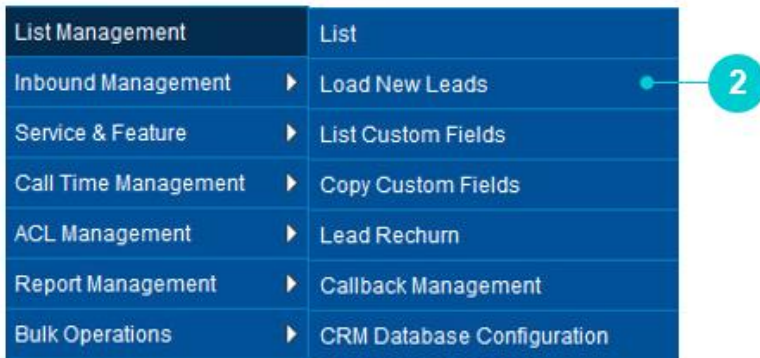 List Management
List
Inbound Management
Load New Leads
2
Service & Feature
List Custom Fields
Call Time Management
Copy Custom Fields
ACL Management
Lead Rechurn
Report Management
Callback Management
Bulk Operations
CRM Database Configuration